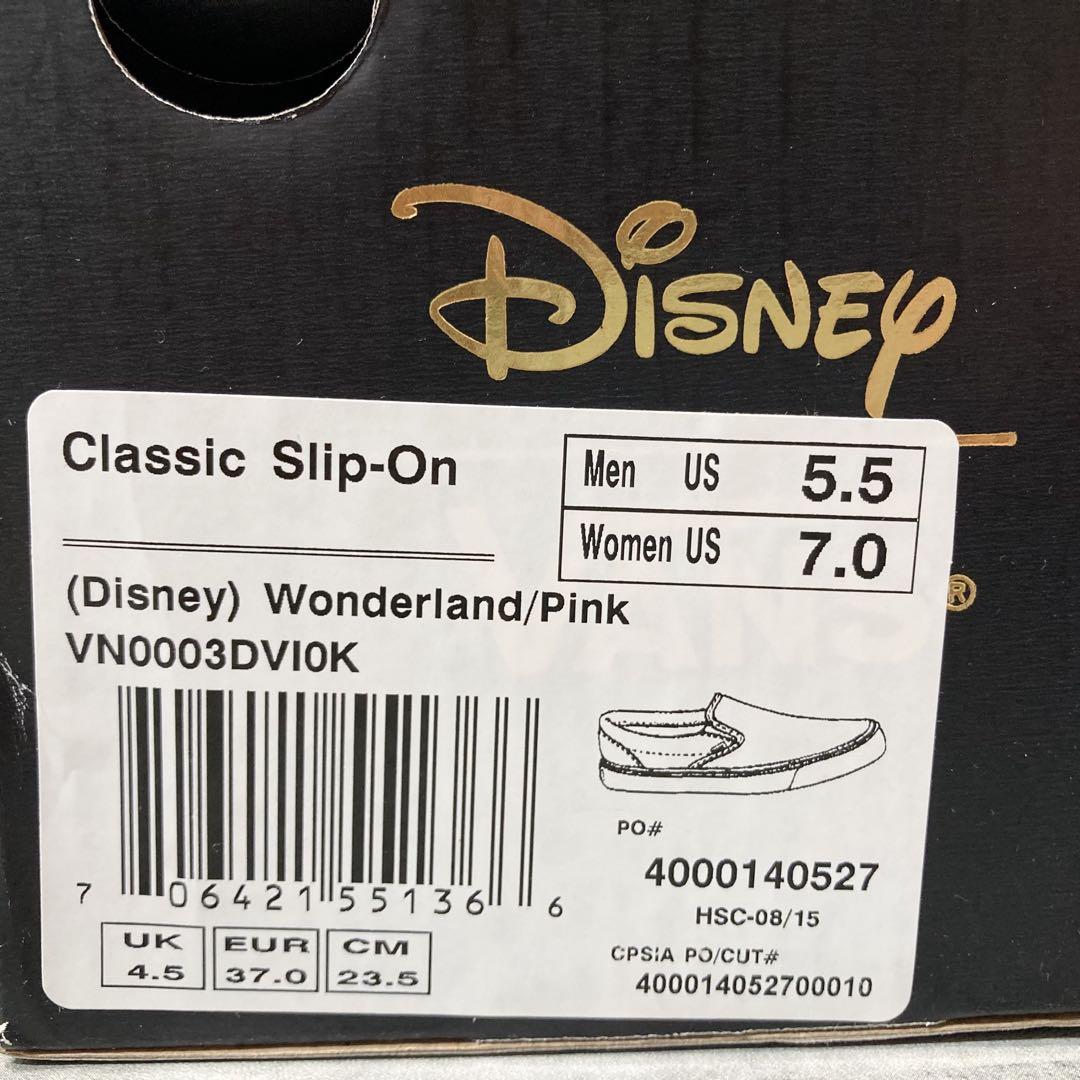 Disney
Classic Slip-On
Men US 5.5
Women US 7.0
(Disney) Wonderland/Pink
VN0003DVI0K
®
7 06421 55136 6
PO#
4000140527
HSC-08/15
CPSIA PO/CUT#
400014052700010
UK EUR CM
4.5 37.0 23.5